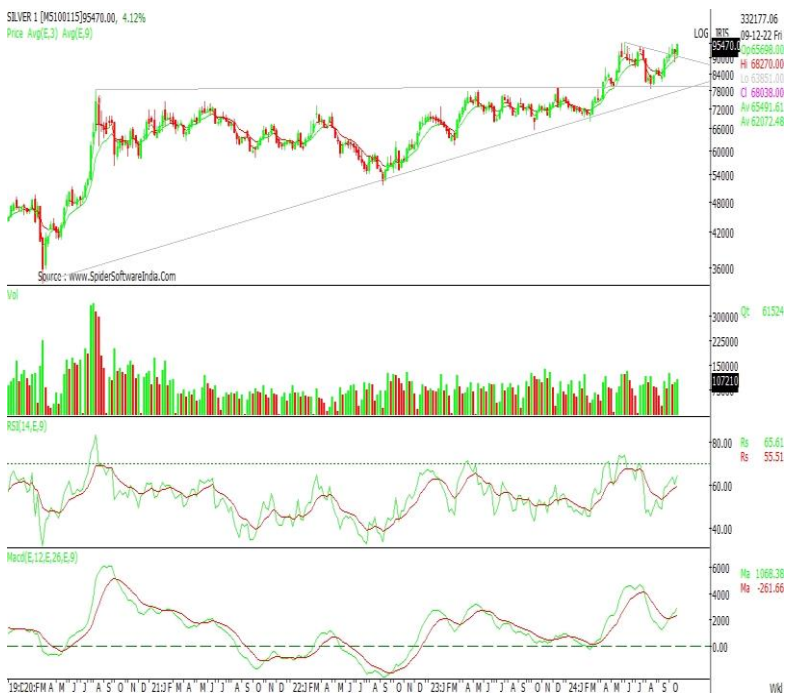 SILVER 1 [M5100115]95470.00, 4.12%
Price Avg(E,3) Avg(E,9)
LOG IRIS
332177.06
09-12-22 Fri
Op65698.00
Hi 68270.00
Lo 63851.00
Cl 68038.00
Av 65491.61
Av 62072.48
95470.0
90000
84000
78000
72000
66000
60000
54000
48000
42000
36000
Source : www.SpiderSoftwareIndia.Com
Vol
Qt 61524
300000
225000
150000
107210
RSI(14,E,9)
Rs 65.61
Rs 55.51
80.00
60.00
40.00
Macd(E,12,E,26,E,9)
Ma 1068.38
Ma -261.66
6000
4000
2000
0.00
A M J J A S O N D 21:J F M A M J J A S O N D 22:J F M A M J J A S O N D 23:J F M A M J J A S O N D 24:J F M A M J J A S O
Wkl